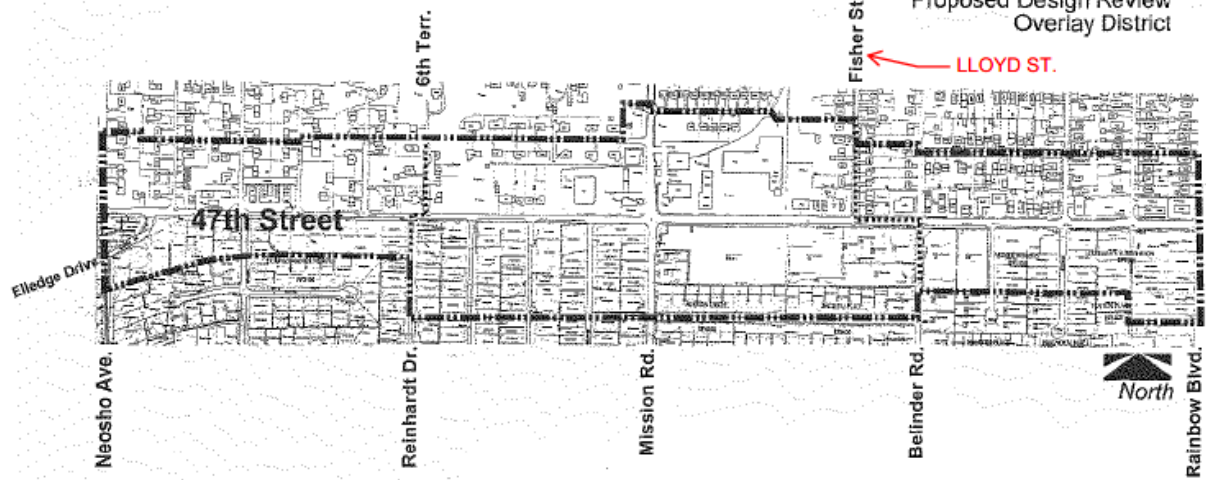 Proposed Design Review
Overlay District
6th Terr.
Fisher St
LLOYD ST.
47th Street
Elledge Drive
Neosho Ave.
Reinhardt Dr.
Mission Rd.
Belinder Rd.
Rainbow Blvd.
North